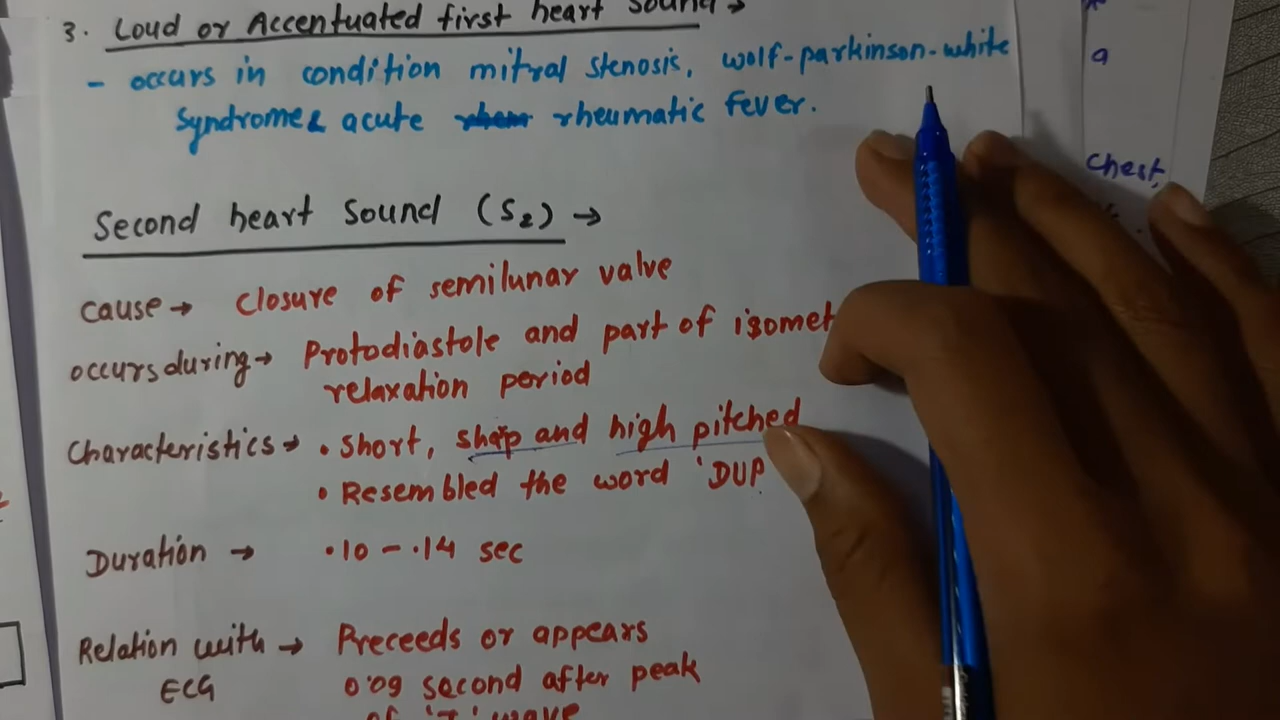 3. Loud or Accentuated first heart sound →
- occurs in condition mitral stenosis, wolf-parkinson-white
syndrome & acute rheumatic fever.
a
chest,
Second heart Sound (S₂) →
cause → closure of semilunar valve
occurs during → Protodiastole and part of isomet
relaxation period
Characteristics → • Short, sharp and high pitched
• Resembled the word 'DUP
Duration → .10 - .14 sec
Relation with → Preceeds or appears
ECG 0.09 second after peak
of 'T' wave